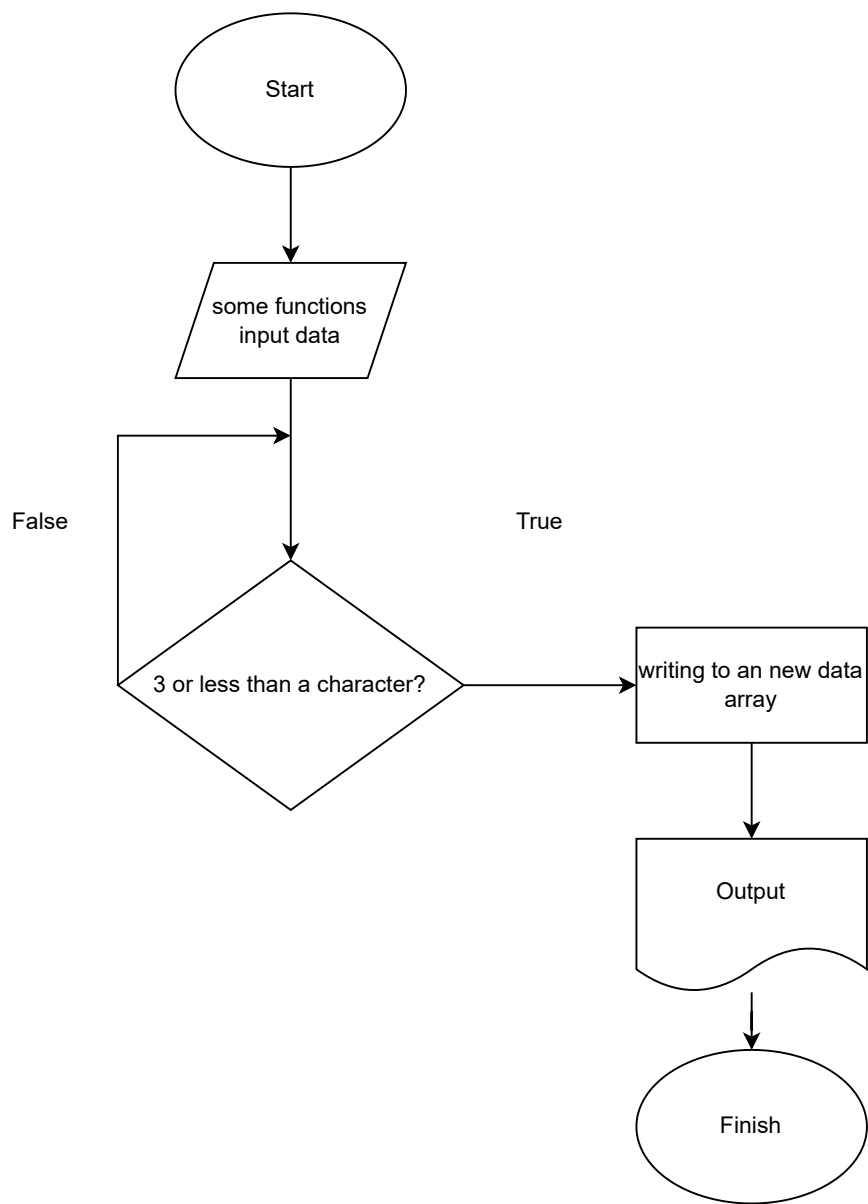 Start
some functions
input data
False
True
3 or less than a character?
writing to an new data
array
Output
Finish